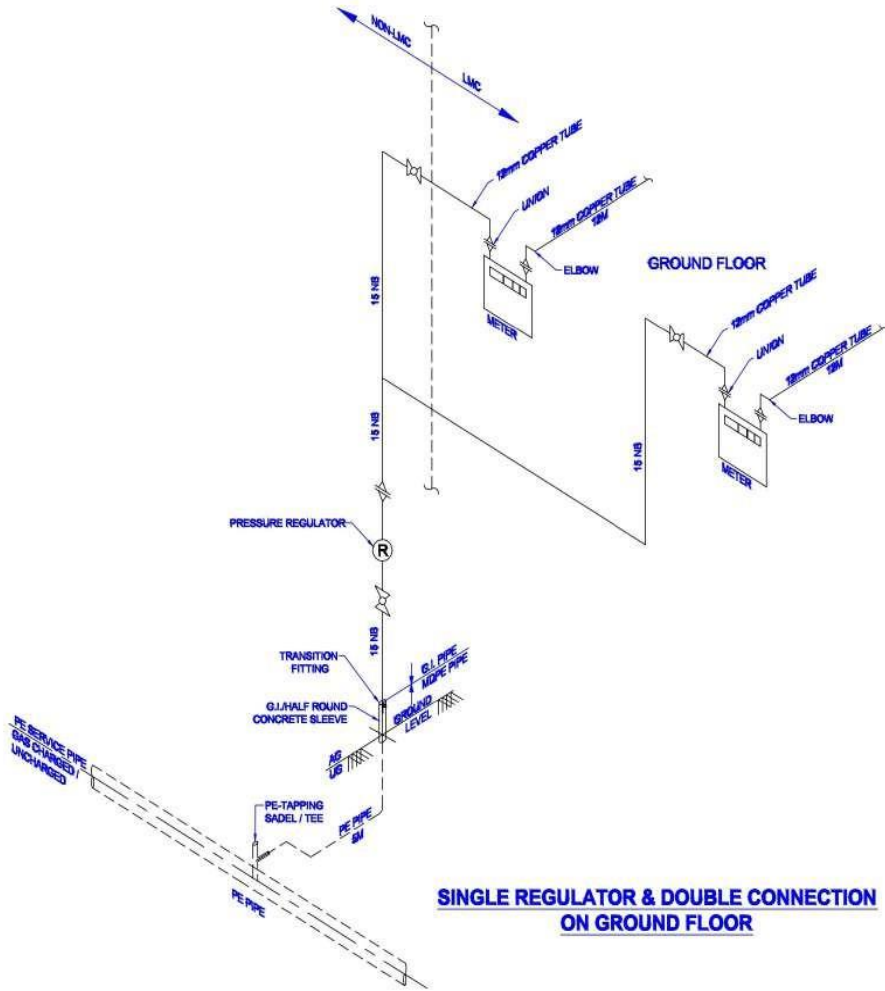 NON-LMC
LMC
12mm COPPER TUBE
UNION
12mm COPPER TUBE
12M
ELBOW
GROUND FLOOR
15 NB
METER
12mm COPPER TUBE
UNION
12mm COPPER TUBE
12M
ELBOW
15 NB
15 NB
METER
PRESSURE REGULATOR
R
15 NB
TRANSITION
FITTING
G.I. PIPE
MDPE PIPE
G.I./HALF ROUND
CONCRETE SLEEVE
GROUND
LEVEL
AG
UG
PE SERVICE PIPE
GAS CHARGED /
UNCHARGED
PE-TAPPING
SADEL / TEE
PE PIPE
5M
PE PIPE
SINGLE REGULATOR & DOUBLE CONNECTION
ON GROUND FLOOR